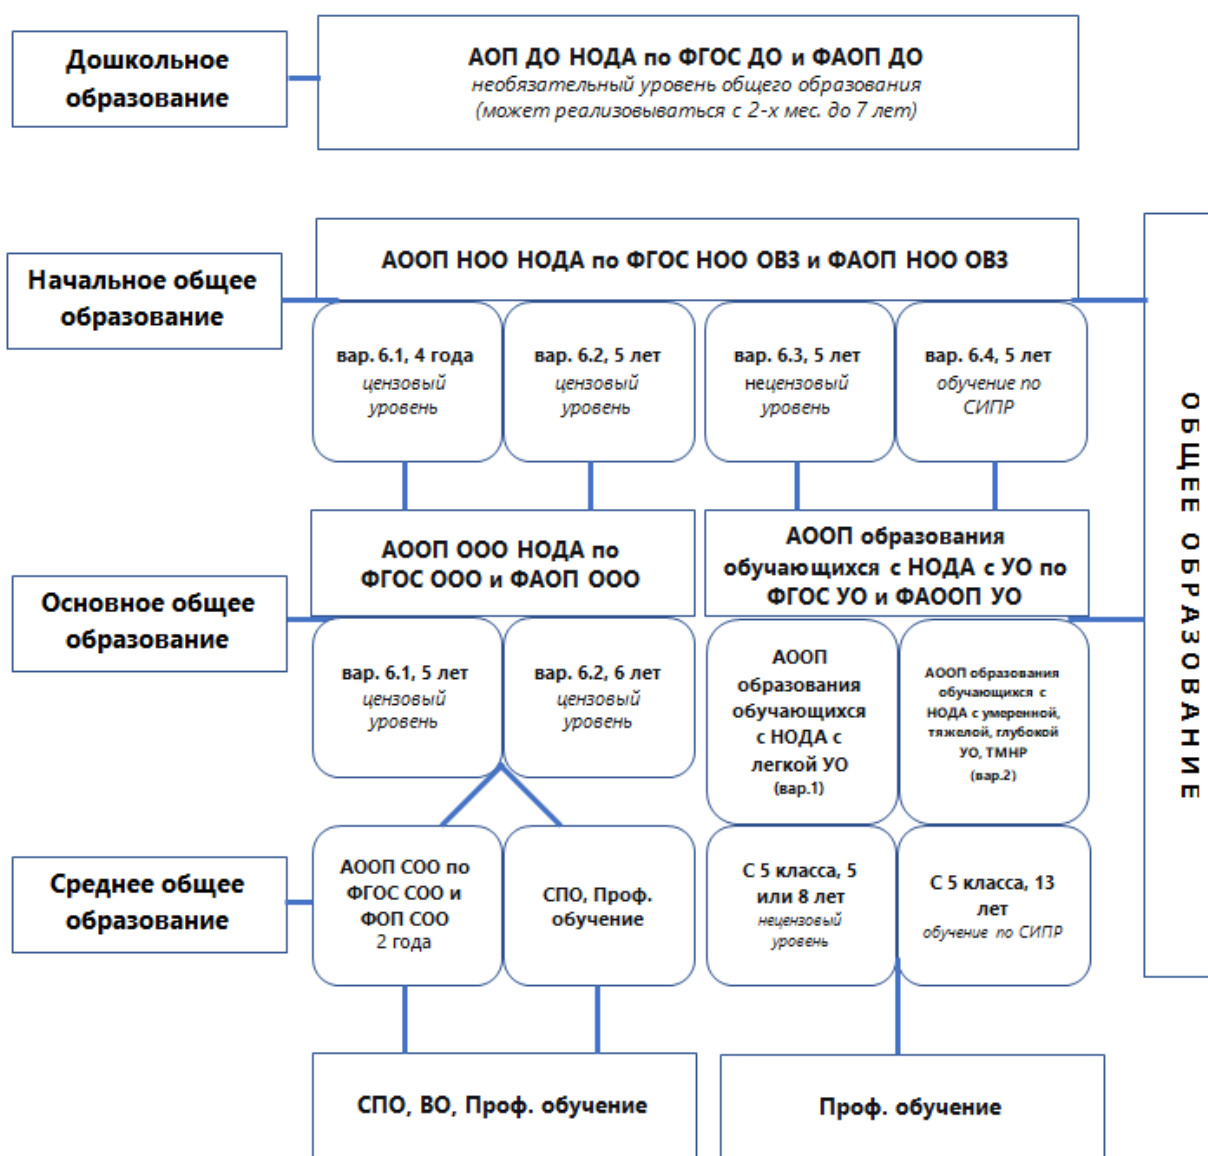 Дошкольное
образование
АОП ДО НОДА по ФГОС ДО и ФАОП ДО
необязательный уровень общего образования
(может реализовываться с 2-х мес. до 7 лет)
Начальное общее
образование
АООП НОО НОДА по ФГОС НОО ОВЗ и ФАОП НОО ОВЗ
вар. 6.1, 4 года
цензовый
уровень
вар. 6.2, 5 лет
цензовый
уровень
вар. 6.3, 5 лет
нецензовый
уровень
вар. 6.4, 5 лет
обучение по
СИПР
ОБЩЕЕ ОБРАЗОВАНИЕ
Основное общее
образование
АООП ООО НОДА по
ФГОС ООО и ФАОП ООО
АООП образования
обучающихся с НОДА с УО по
ФГОС УО и ФАООП УО
вар. 6.1, 5 лет
цензовый
уровень
вар. 6.2, 6 лет
цензовый
уровень
АООП
образования
обучающихся
с НОДА с
легкой УО
(вар.1)
АООП образования
обучающихся с
НОДА с умеренной,
тяжелой, глубокой
УО, ТМНР
(вар.2)
Среднее общее
образование
АООП СОО по
ФГОС СОО и
ФОП СОО
2 года
СПО, Проф.
обучение
С 5 класса, 5
или 8 лет
нецензовый
уровень
С 5 класса, 13
лет
обучение по СИПР
СПО, ВО, Проф. обучение
Проф. обучение